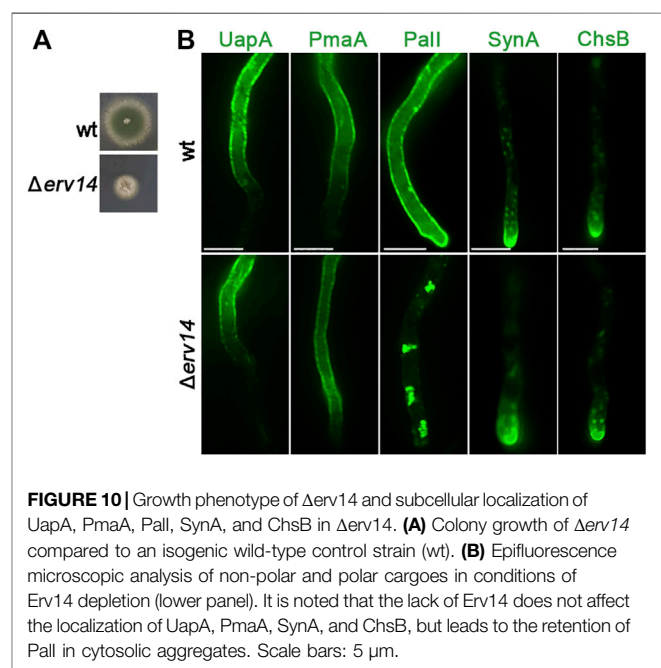 A
B
UapA PmaA PalI SynA ChsB
wt
Δerv14
wt
Δerv14
FIGURE 10 | Growth phenotype of Δerv14 and subcellular localization of
UapA, PmaA, PalI, SynA, and ChsB in Δerv14. (A) Colony growth of Δerv14
compared to an isogenic wild-type control strain (wt). (B) Epifluorescence
microscopic analysis of non-polar and polar cargoes in conditions of
Erv14 depletion (lower panel). It is noted that the lack of Erv14 does not affect
the localization of UapA, PmaA, SynA, and ChsB, but leads to the retention of
PalI in cytosolic aggregates. Scale bars: 5 μm.